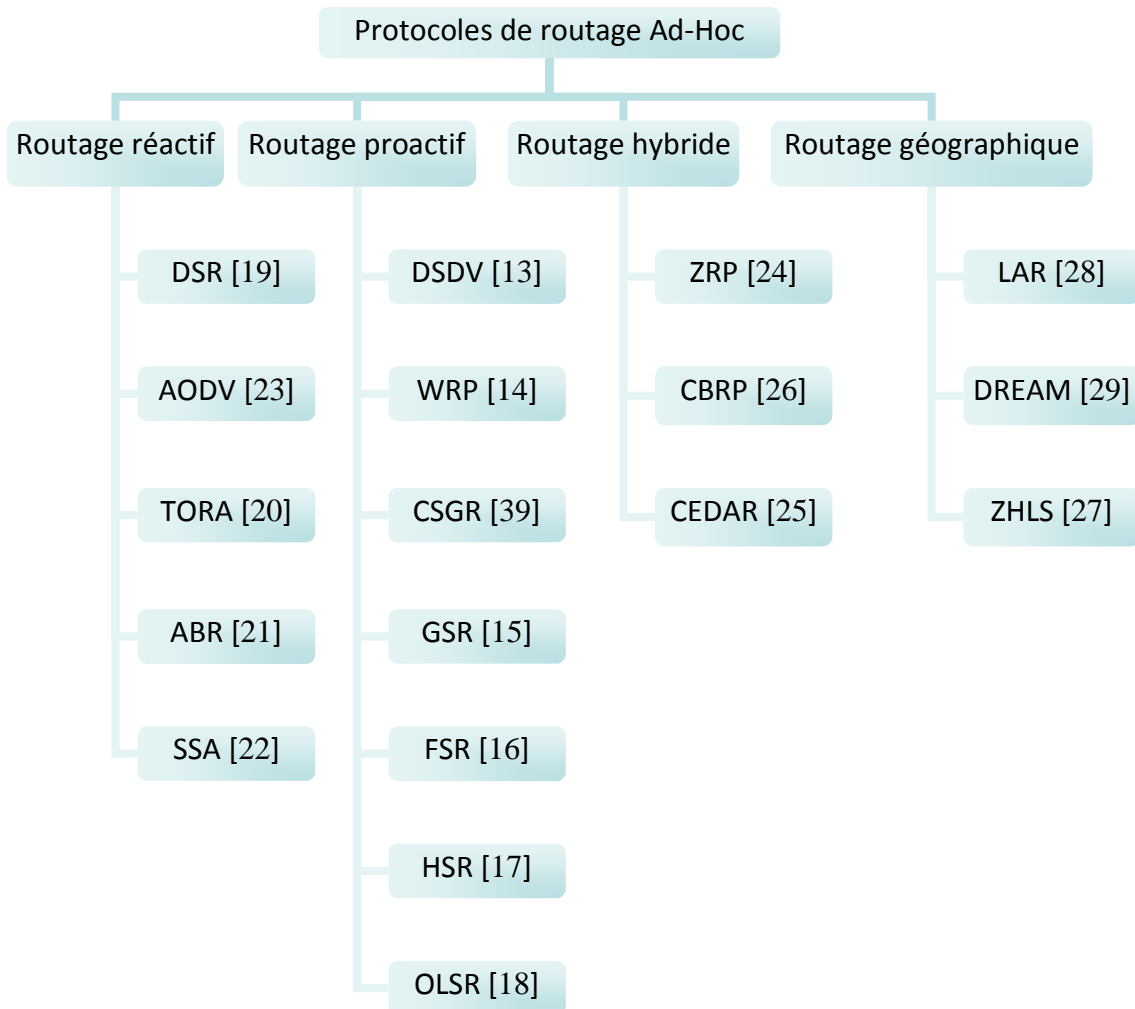 Protocoles de routage Ad-Hoc
Routage réactif
Routage proactif
Routage hybride
Routage géographique
DSR [19]
DSDV [13]
ZRP [24]
LAR [28]
AODV [23]
WRP [14]
CBRP [26]
DREAM [29]
TORA [20]
CSGR [39]
CEDAR [25]
ZHLS [27]
ABR [21]
GSR [15]
SSA [22]
FSR [16]
HSR [17]
OLSR [18]